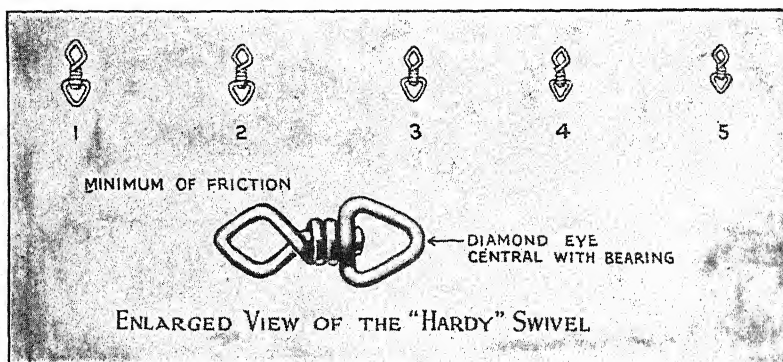 1 2 3 4 5
MINIMUM OF FRICTION
DIAMOND EYE
CENTRAL WITH BEARING
ENLARGED VIEW OF THE "HARDY" SWIVEL